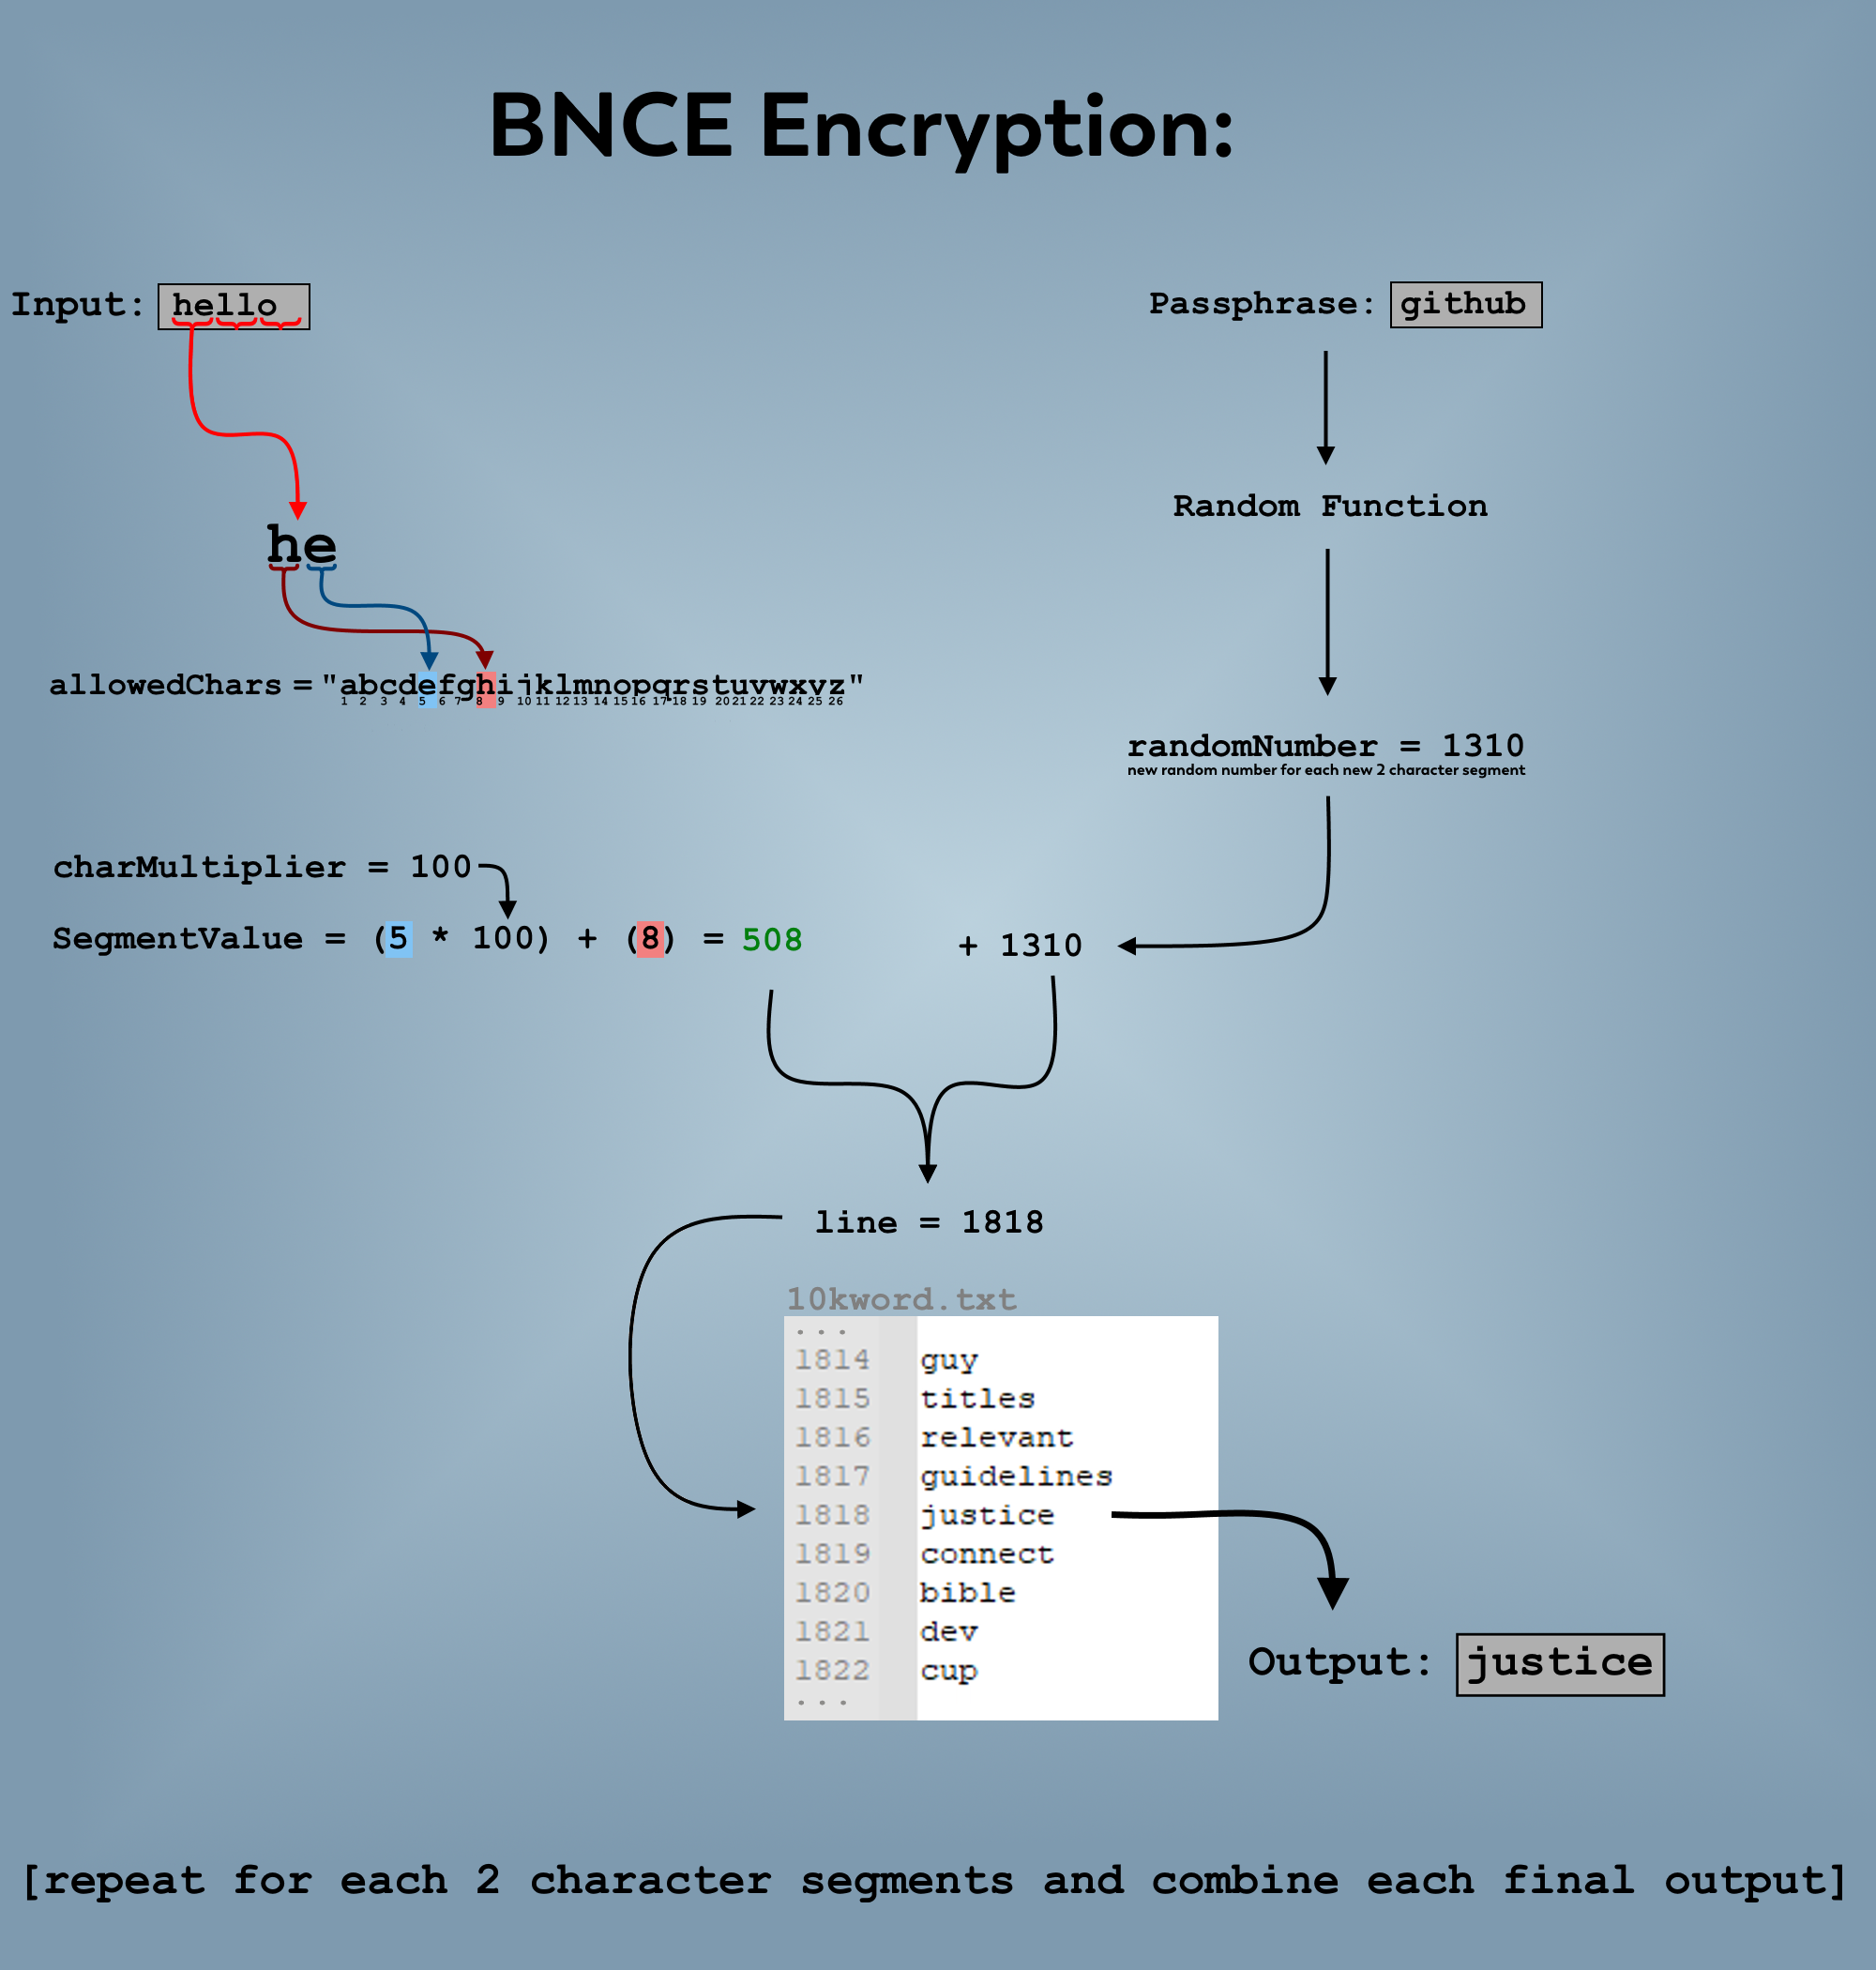 BNCE Encryption:
Input: hello
Passphrase: github
Random Function
he
allowedChars = "abcdefghijklmnopqrstuvwxyz"
1 2 3 4 5 6 7 8 9 10 11 12 13 14 15 16 17 18 19 20 21 22 23 24 25 26
randomNumber = 1310
new random number for each new 2 character segment
charMultiplier = 100
SegmentValue = (5 * 100) + (8) = 508
+ 1310
line = 1818
10kword.txt
...
1814 guy
1815 titles
1816 relevant
1817 guidelines
1818 justice
1819 connect
1820 bible
1821 dev
1822 cup
...
Output: justice
[repeat for each 2 character segments and combine each final output]